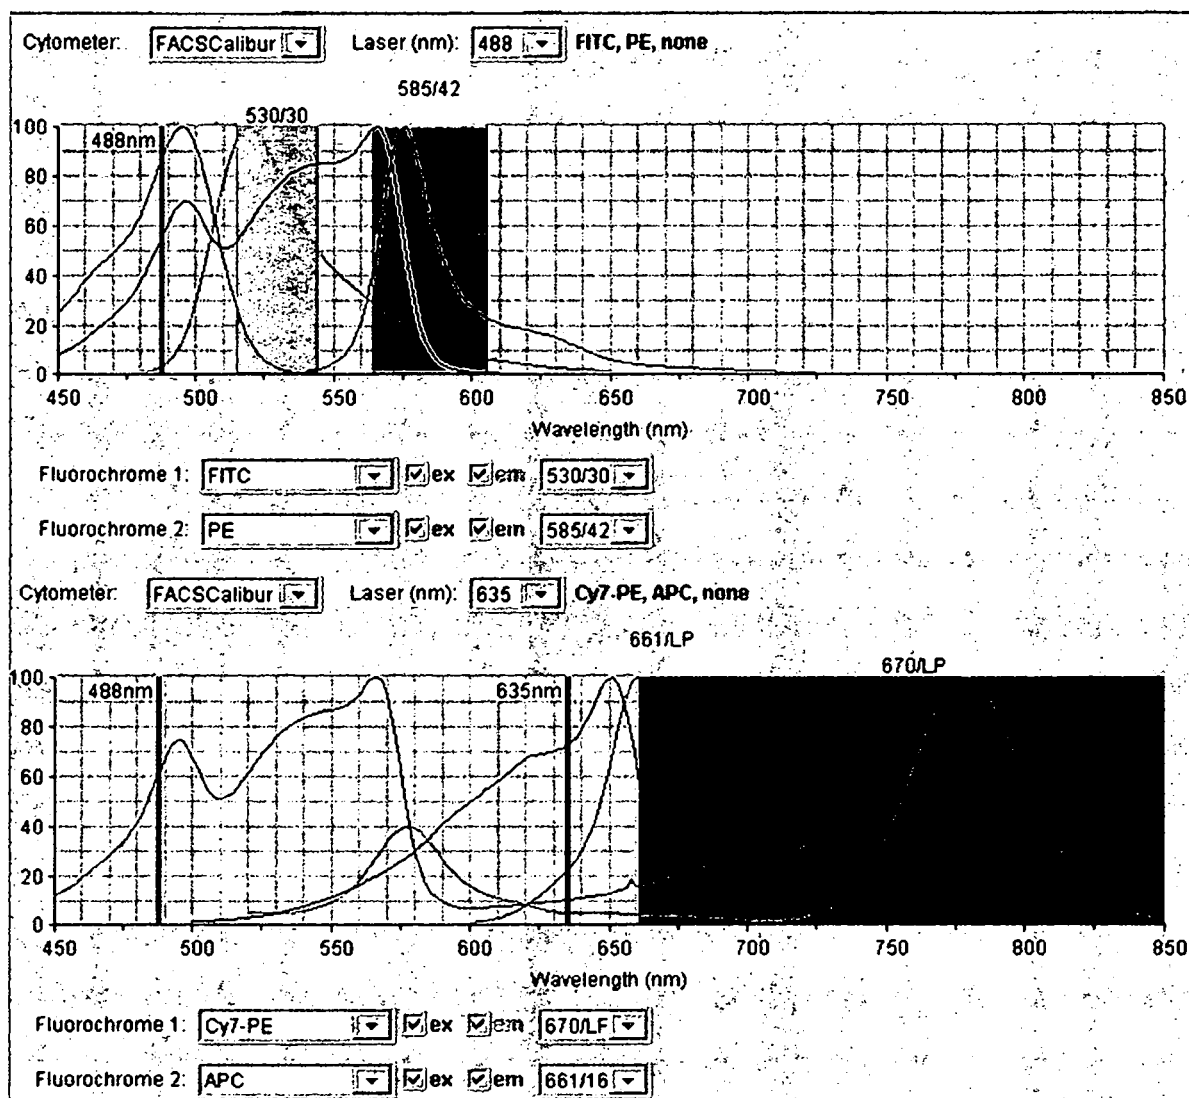 Cytometer: FACSCalibur Laser (nm): 488 FITC, PE, none
585/42
530/30
488nm
100
80
60
40
20
0
450 500 550 600 650 700 750 800 850
Wavelength (nm)
Fluorochrome 1: FITC ex em 530/30
Fluorochrome 2: PE ex em 585/42
Cytometer: FACSCalibur Laser (nm): 635 Cy7-PE, APC, none
661/LP
670/LP
488nm 635nm
100
80
60
40
20
0
450 500 550 600 650 700 750 800 850
Wavelength (nm)
Fluorochrome 1: Cy7-PE ex em 670/LF
Fluorochrome 2: APC ex em 661/16